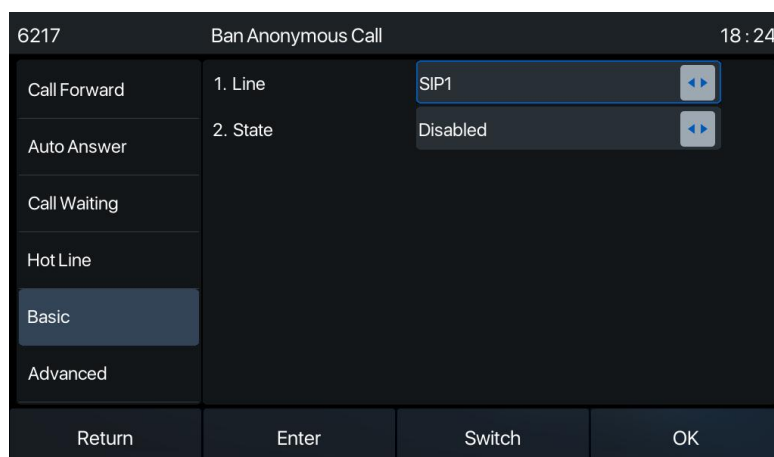 6217 Ban Anonymous Call 18:24
Call Forward
Auto Answer
Call Waiting
Hot Line
Basic
Advanced
1. Line SIP1
2. State Disabled
Return Enter Switch OK